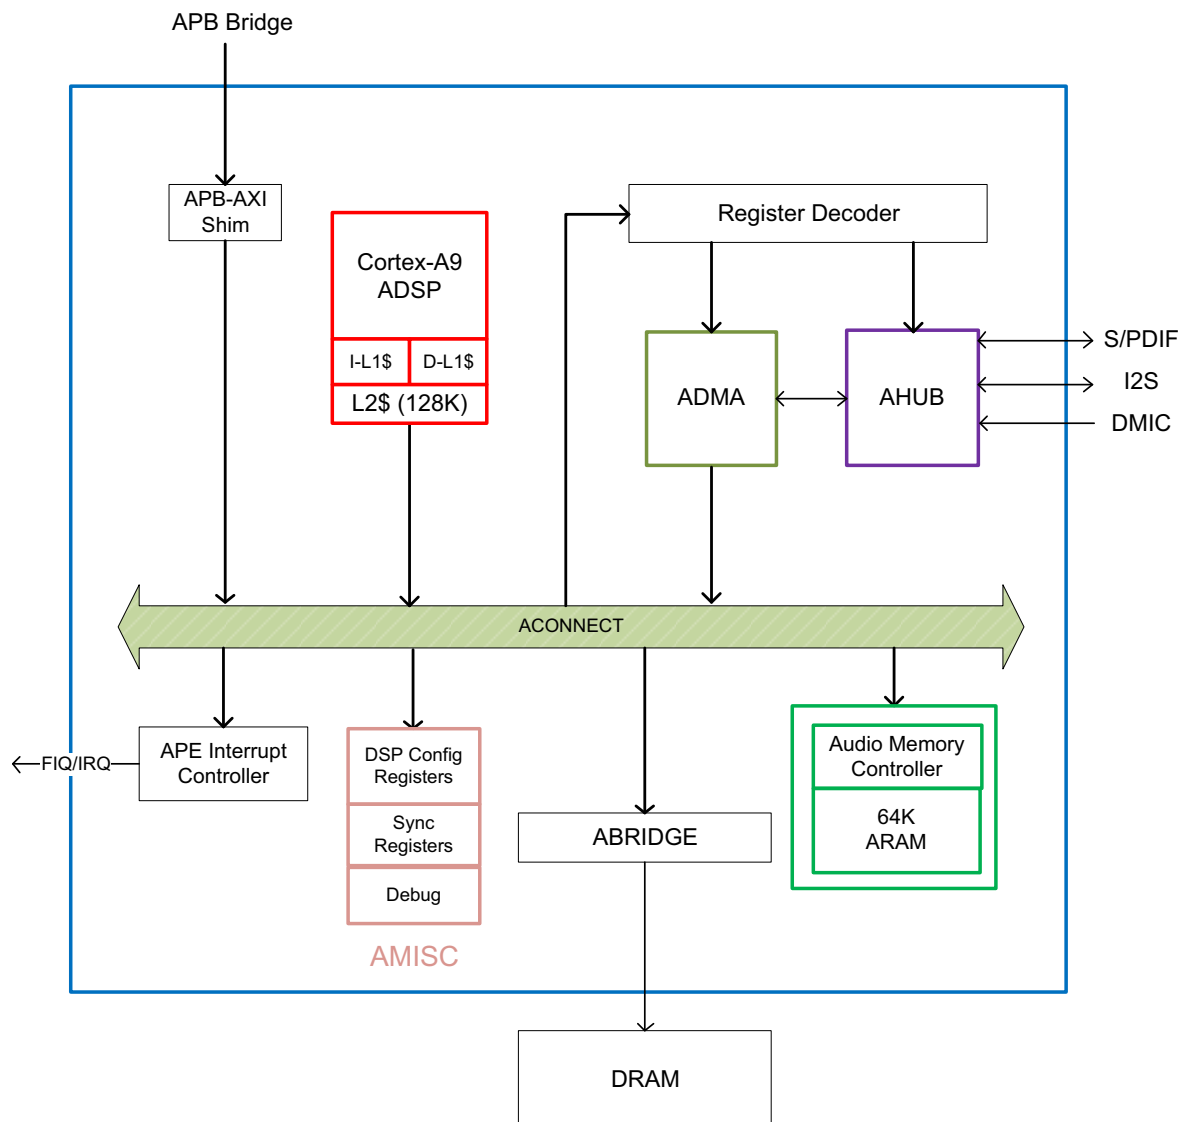 APB Bridge
APB-AXI
Shim
Cortex-A9
ADSP
I-L1$
D-L1$
L2$ (128K)
Register Decoder
ADMA
AHUB
S/PDIF
I2S
DMIC
ACONNECT
FIQ/IRQ
APE Interrupt
Controller
DSP Config
Registers
Sync
Registers
Debug
AMISC
ABRIDGE
Audio Memory
Controller
64K
ARAM
DRAM